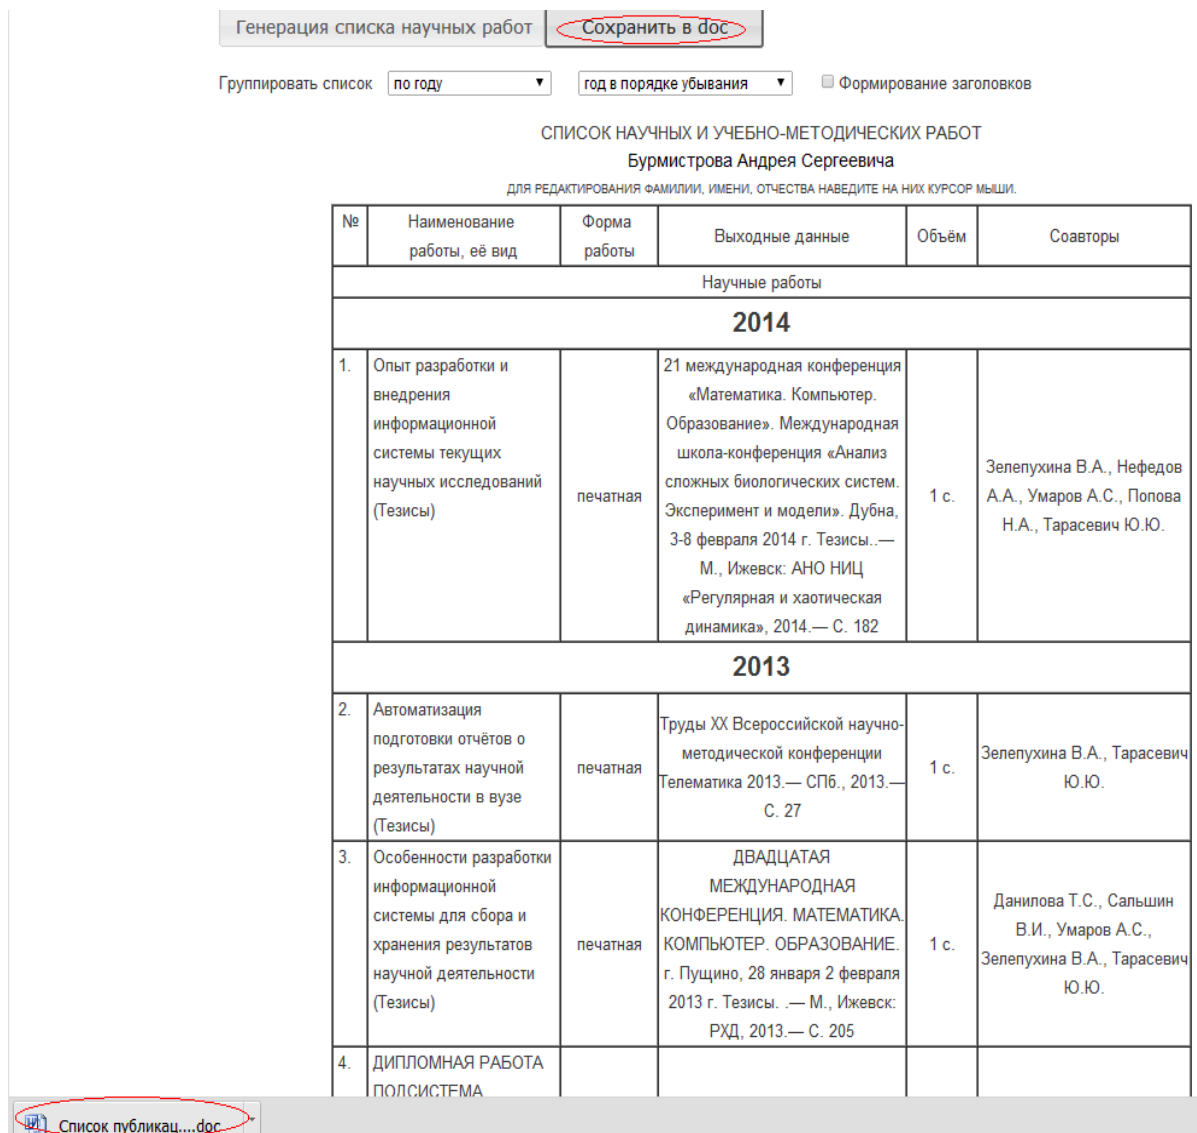 Генерация списка научных работ
Сохранить в doc
Группировать список по году год в порядке убывания Формирование заголовков
СПИСОК НАУЧНЫХ И УЧЕБНО-МЕТОДИЧЕСКИХ РАБОТ
Бурмистрова Андрея Сергеевича
ДЛЯ РЕДАКТИРОВАНИЯ ФАМИЛИИ, ИМЕНИ, ОТЧЕСТВА НАВЕДИТЕ НА НИХ КУРСОР МЫШИ.
№
Наименование
работы, её вид
Форма
работы
Выходные данные
Объём
Соавторы
Научные работы
2014
1.
Опыт разработки и
внедрения
информационной
системы текущих
научных исследований
(Тезисы)
печатная
21 международная конференция
«Математика. Компьютер.
Образование». Международная
школа-конференция «Анализ
сложных биологических систем.
Эксперимент и модели». Дубна,
3-8 февраля 2014 г. Тезисы..—
М., Ижевск: АНО НИЦ
«Регулярная и хаотическая
динамика», 2014.— С. 182
1 с.
Зелепухина В.А., Нефедов
А.А., Умаров А.С., Попова
Н.А., Тарасевич Ю.Ю.
2013
2.
Автоматизация
подготовки отчётов о
результатах научной
деятельности в вузе
(Тезисы)
печатная
Труды XX Всероссийской научно-
методической конференции
Телематика 2013.— СПб., 2013.—
С. 27
1 с.
Зелепухина В.А., Тарасевич
Ю.Ю.
3.
Особенности разработки
информационной
системы для сбора и
хранения результатов
научной деятельности
(Тезисы)
печатная
ДВАДЦАТАЯ
МЕЖДУНАРОДНАЯ
КОНФЕРЕНЦИЯ. МАТЕМАТИКА.
КОМПЬЮТЕР. ОБРАЗОВАНИЕ.
г. Пущино, 28 января 2 февраля
2013 г. Тезисы. .— М., Ижевск:
РХД, 2013.— С. 205
1 с.
Данилова Т.С., Сальшин
В.И., Умаров А.С.,
Зелепухина В.А., Тарасевич
Ю.Ю.
4.
ДИПЛОМНАЯ РАБОТА
ПОДСИСТЕМА
Список публикац....doc